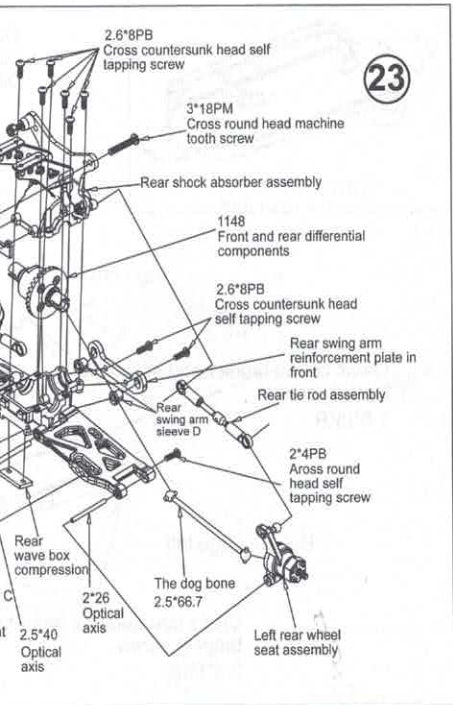 2.6*8PB
Cross countersunk head self
tapping screw
23
3*18PM
Cross round head machine
tooth screw
Rear shock absorber assembly
1148
Front and rear differential
components
2.6*8PB
Cross countersunk head
self tapping screw
Rear swing arm
reinforcement plate in
front
Rear tie rod assembly
Rear
swing arm
sleeve D
2*4PB
Aross round
head self
tapping screw
Rear
wave box
compression
C
2*26
Optical
axis
The dog bone
2.5*66.7
2.5*40
Optical
axis
Left rear wheel
seat assembly